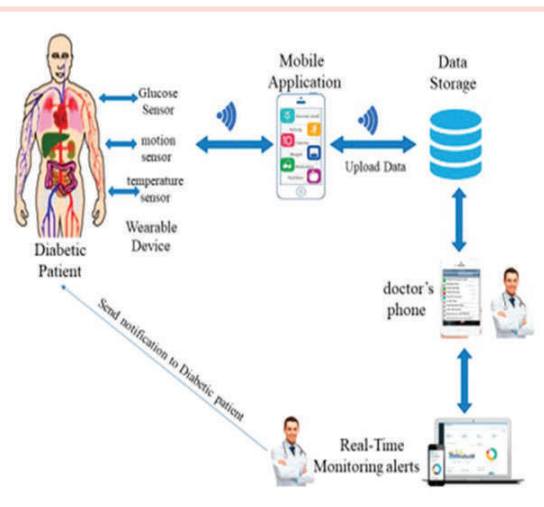 Mobile
Application
Data
Storage
Glucose
Sensor
motion
sensor
temperature
sensor
Wearable
Device
Upload Data
Diabetic
Patient
doctor's
phone
Send notification to Diabetic patient
Real-Time
Monitoring alerts